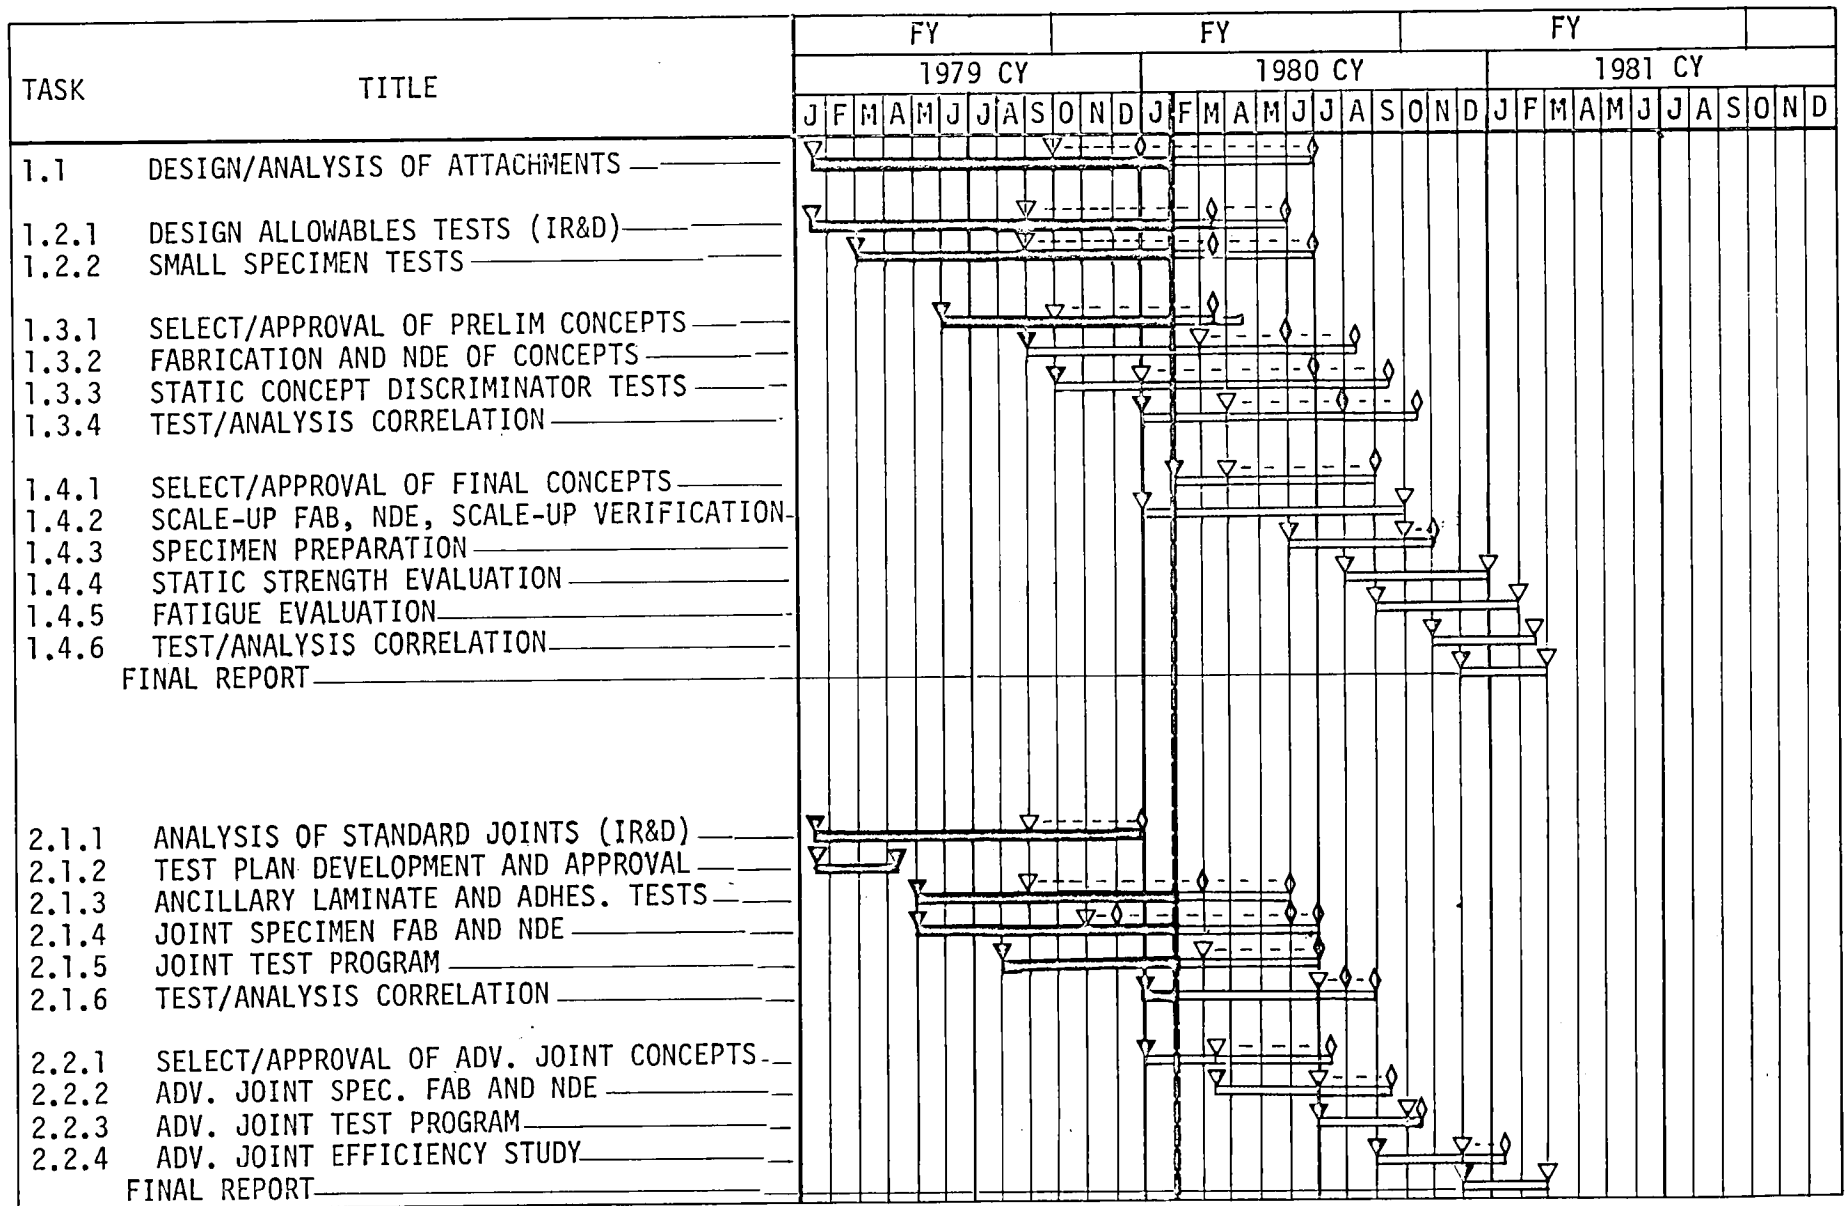 FY FY FY
TASK TITLE 1979 CY 1980 CY 1981 CY
J F M A M J J A S O N D J F M A M J J A S O N D J F M A M J J A S O N D
1.1 DESIGN/ANALYSIS OF ATTACHMENTS
1.2.1 DESIGN ALLOWABLES TESTS (IR&D)
1.2.2 SMALL SPECIMEN TESTS
1.3.1 SELECT/APPROVAL OF PRELIM CONCEPTS
1.3.2 FABRICATION AND NDE OF CONCEPTS
1.3.3 STATIC CONCEPT DISCRIMINATOR TESTS
1.3.4 TEST/ANALYSIS CORRELATION
1.4.1 SELECT/APPROVAL OF FINAL CONCEPTS
1.4.2 SCALE-UP FAB, NDE, SCALE-UP VERIFICATION
1.4.3 SPECIMEN PREPARATION
1.4.4 STATIC STRENGTH EVALUATION
1.4.5 FATIGUE EVALUATION
1.4.6 TEST/ANALYSIS CORRELATION
FINAL REPORT
2.1.1 ANALYSIS OF STANDARD JOINTS (IR&D)
2.1.2 TEST PLAN DEVELOPMENT AND APPROVAL
2.1.3 ANCILLARY LAMINATE AND ADHES. TESTS
2.1.4 JOINT SPECIMEN FAB AND NDE
2.1.5 JOINT TEST PROGRAM
2.1.6 TEST/ANALYSIS CORRELATION
2.2.1 SELECT/APPROVAL OF ADV. JOINT CONCEPTS
2.2.2 ADV. JOINT SPEC. FAB AND NDE
2.2.3 ADV. JOINT TEST PROGRAM
2.2.4 ADV. JOINT EFFICIENCY STUDY
FINAL REPORT